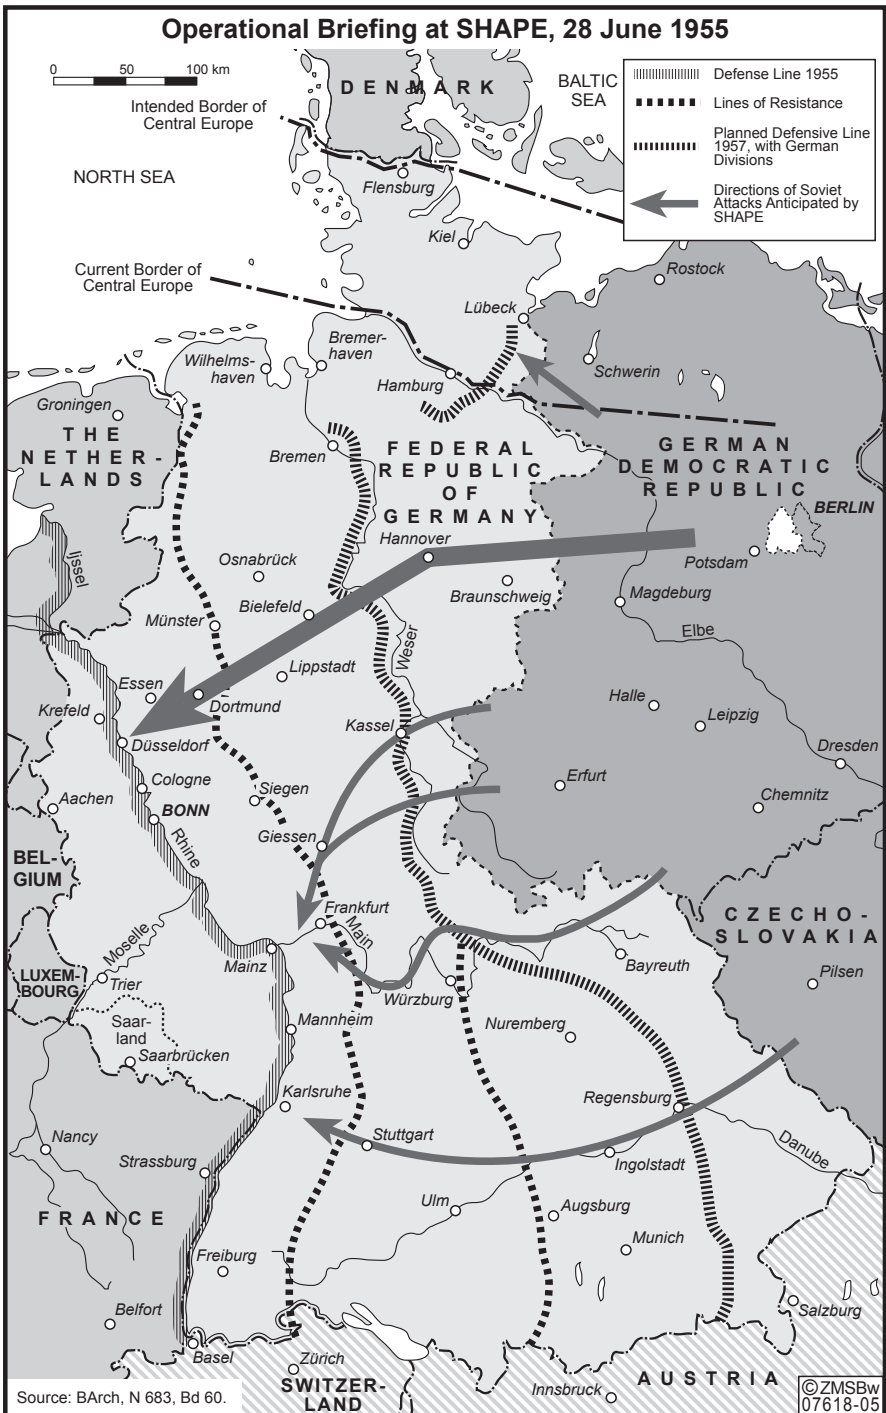 Operational Briefing at SHAPE, 28 June 1955
0 50 100 km
Intended Border of
Central Europe
DENMARK
BALTIC
SEA
Defense Line 1955
Lines of Resistance
Planned Defensive Line
1957, with German
Divisions
Directions of Soviet
Attacks Anticipated by
SHAPE
NORTH SEA
Flensburg
Kiel
Current Border of
Central Europe
Rostock
Lübeck
Bremer-
haven
Wilhelms-
haven
Hamburg
Schwerin
Groningen
THE
NETHER-
LANDS
Bremen
FEDERAL
REPUBLIC
OF
GERMANY
GERMAN
DEMOCRATIC
REPUBLIC
BERLIN
Hannover
Potsdam
Ijssel
Osnabrück
Braunschweig
Magdeburg
Bielefeld
Münster
Weser
Elbe
Lippstadt
Essen
Dortmund
Krefeld
Halle
Leipzig
Kassel
Düsseldorf
Dresden
Cologne
Siegen
Erfurt
Aachen
BONN
Chemnitz
Rhine
Giessen
BEL-
GIUM
Frankfurt
Main
CZECHO-
SLOVAKIA
Moselle
Mainz
Bayreuth
LUXEM-
BOURG
Trier
Würzburg
Pilsen
Saar-
land
Mannheim
Nuremberg
Saarbrücken
Karlsruhe
Regensburg
Nancy
Stuttgart
Danube
Strassburg
Ingolstadt
FRANCE
Ulm
Augsburg
Munich
Freiburg
Belfort
Salzburg
Basel
Zürich
SWITZER-
LAND
AUSTRIA
Innsbruck
Source: BArch, N 683, Bd 60.
©ZMSBw
07618-05